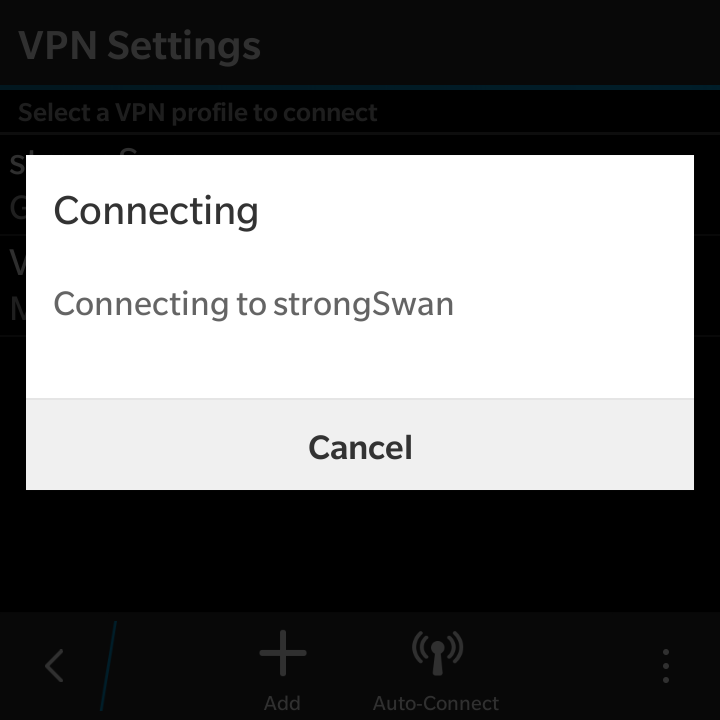 VPN Settings
Select a VPN profile to connect
Connecting
Connecting to strongSwan
Cancel
Add
Auto-Connect